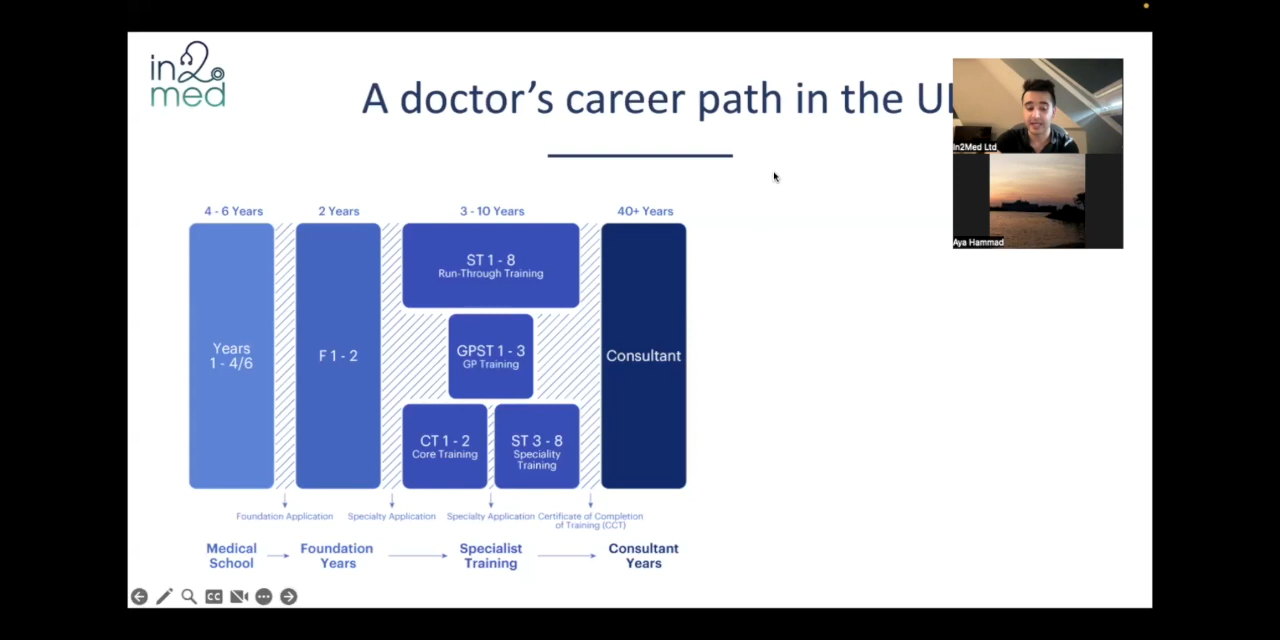 in2
med
A doctor's career path in the U
In2Med Ltd
Aya Hammad
4 - 6 Years
2 Years
3 - 10 Years
40+ Years
Years
1 - 4/6
F 1 - 2
ST 1 - 8
Run-Through Training
GPST 1 - 3
GP Training
CT 1 - 2
Core Training
ST 3 - 8
Speciality
Training
Consultant
Foundation Application
Specialty Application
Specialty Application
Certificate of Completion
of Training (CCT)
Medical
School
Foundation
Years
Specialist
Training
Consultant
Years
CC